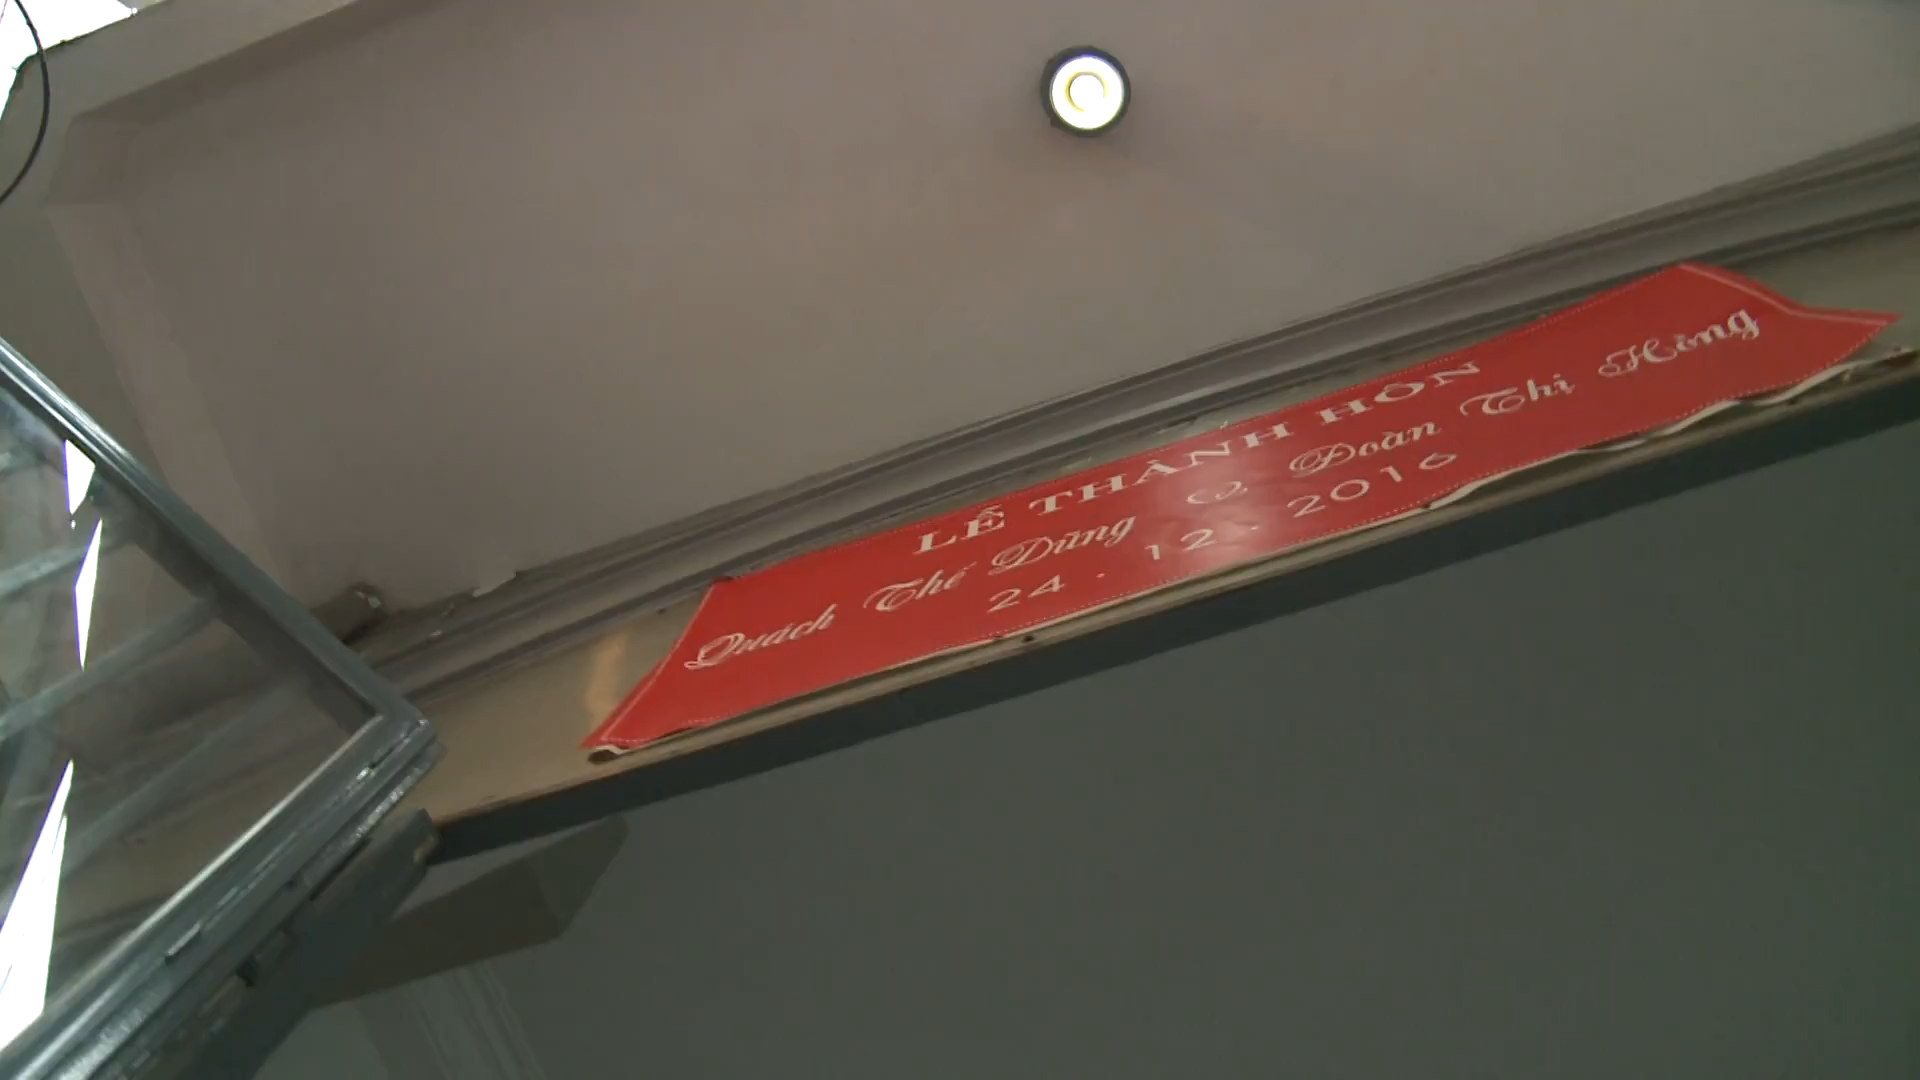 LỄ THÀNH HÔN
Quách Thế Dũng & Đoàn Thị Hồng
24 . 12 . 2016